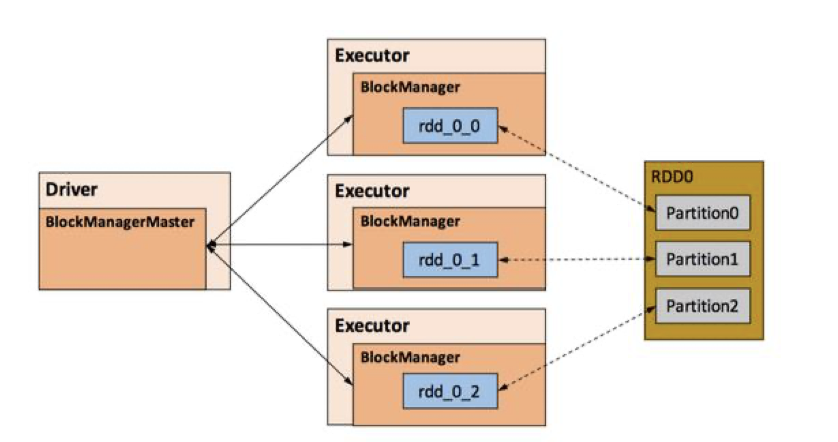 Driver
BlockManagerMaster
Executor
BlockManager
rdd_0_0
Executor
BlockManager
rdd_0_1
Executor
BlockManager
rdd_0_2
RDD0
Partition0
Partition1
Partition2